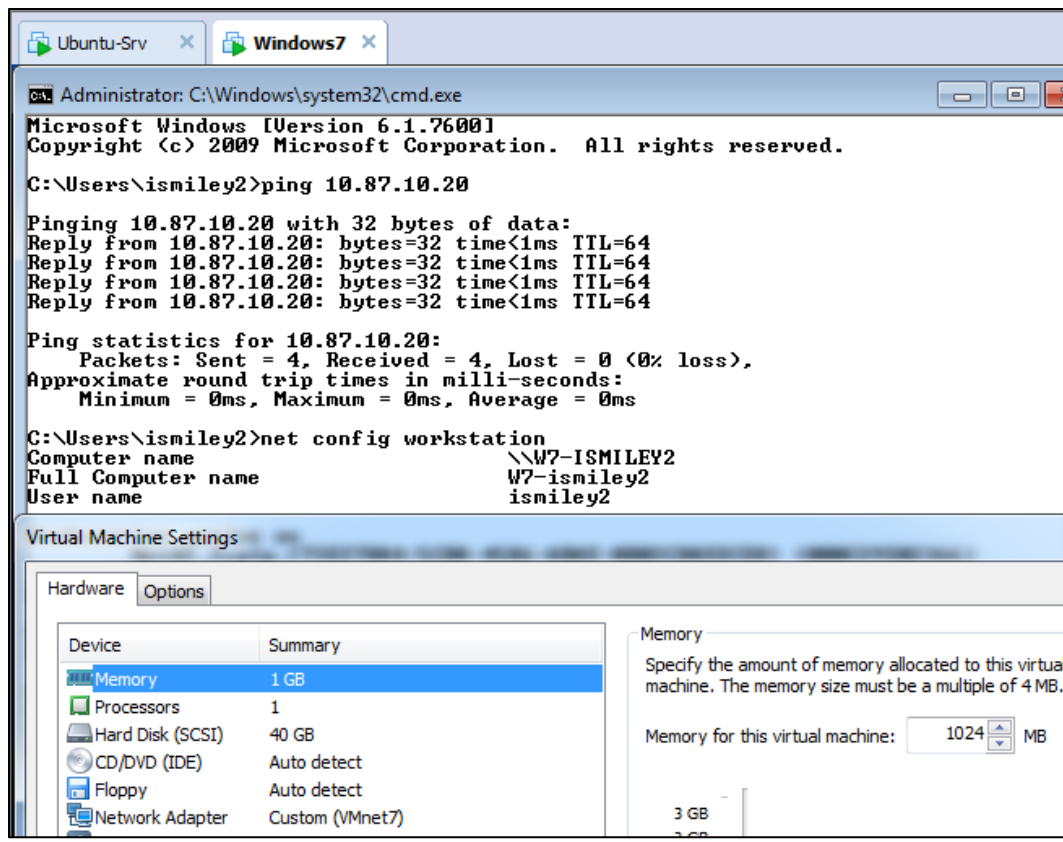 Ubuntu-Srv × Windows7 ×
Administrator: C:\Windows\system32\cmd.exe
Microsoft Windows [Version 6.1.7600]
Copyright (c) 2009 Microsoft Corporation.  All rights reserved.
C:\Users\ismiley2>ping 10.87.10.20
Pinging 10.87.10.20 with 32 bytes of data:
Reply from 10.87.10.20: bytes=32 time<1ms TTL=64
Reply from 10.87.10.20: bytes=32 time<1ms TTL=64
Reply from 10.87.10.20: bytes=32 time<1ms TTL=64
Reply from 10.87.10.20: bytes=32 time<1ms TTL=64
Ping statistics for 10.87.10.20:
    Packets: Sent = 4, Received = 4, Lost = 0 (0% loss),
Approximate round trip times in milli-seconds:
    Minimum = 0ms, Maximum = 0ms, Average = 0ms
C:\Users\ismiley2>net config workstation
Computer name \\W7-ISMILEY2
Full Computer name W7-ismiley2
User name ismiley2
Virtual Machine Settings
Hardware Options
Device Summary
Memory 1 GB
Processors 1
Hard Disk (SCSI) 40 GB
CD/DVD (IDE) Auto detect
Floppy Auto detect
Network Adapter Custom (VMnet7)
Memory
Specify the amount of memory allocated to this virtual
machine. The memory size must be a multiple of 4 MB.
Memory for this virtual machine: 1024 MB
3 GB